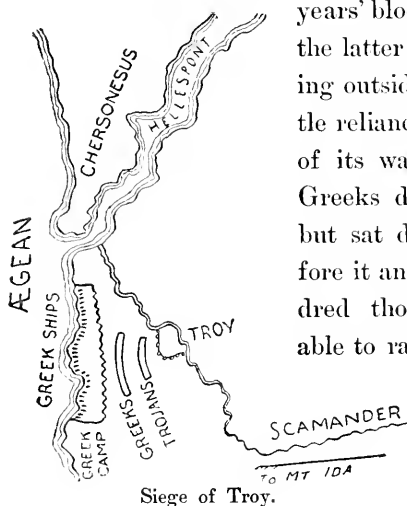 years' blo
the latter
ing outsid
tle relianc
of its wa
Greeks d
but sat d
fore it an
dred tho
able to ra
CHERSONESUS
HELLESPONT
ÆGEAN
GREEK SHIPS
GREEK
CAMP
GREEKS
TROJANS
TROY
SCAMANDER
TO MT IDA
Siege of Troy.